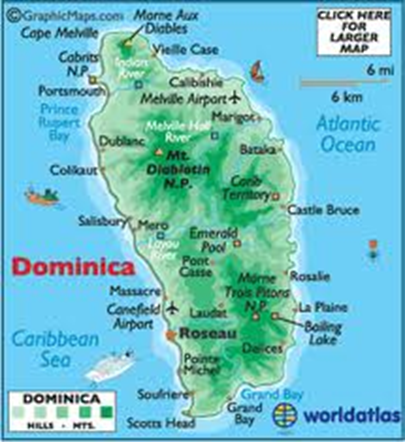 ©GraphicMaps.com
Morne Aux
Diables
CLICK HERE
FOR
LARGER
MAP
Cape Melville
Vieille Case
Cabrits
N.P.
Indian
River
6 mi
6 km
Portsmouth
Calibishie
Melville Airport
Prince
Rupert
Bay
Marigot
Atlantic
Ocean
Melville Hall
River
Dublanc
Bataka
Mt.
Diablotin
N.P.
Colikaut
Carib
Territory
Castle Bruce
Salisbury
Mero
Layou
River
Emerald
Pool
Dominica
Pont
Casse
Morne
Trois Pitons
N.P.
Rosalie
Massacre
Canefield
Airport
Laudat
La Plaine
Boiling
Lake
Roseau
Caribbean
Sea
Pointe
Michel
Delices
Soufriere
Grand Bay
Grand
Bay
Scotts Head
DOMINICA
HILLS - MTS.
worldatlas